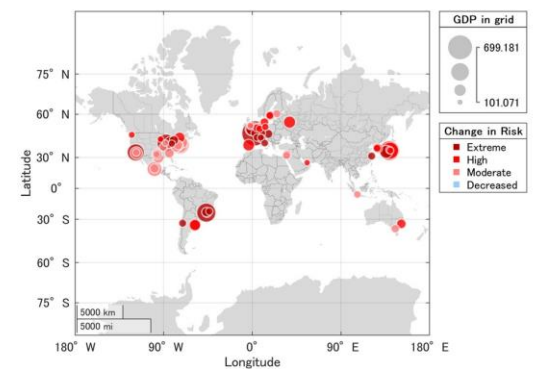 GDP in grid
699.181
101.071
Change in Risk
Extreme
High
Moderate
Decreased
75° N
60° N
30° N
0°
30° S
60° S
75° S
Latitude
5000 km
5000 mi
180° W
90° W
0°
90° E
180° E
Longitude